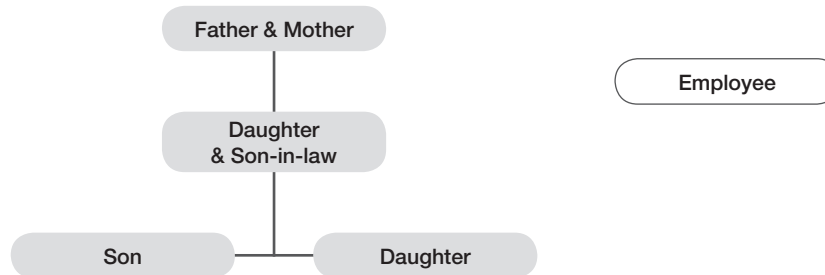 Father & Mother
Employee
Daughter
& Son-in-law
Son
Daughter